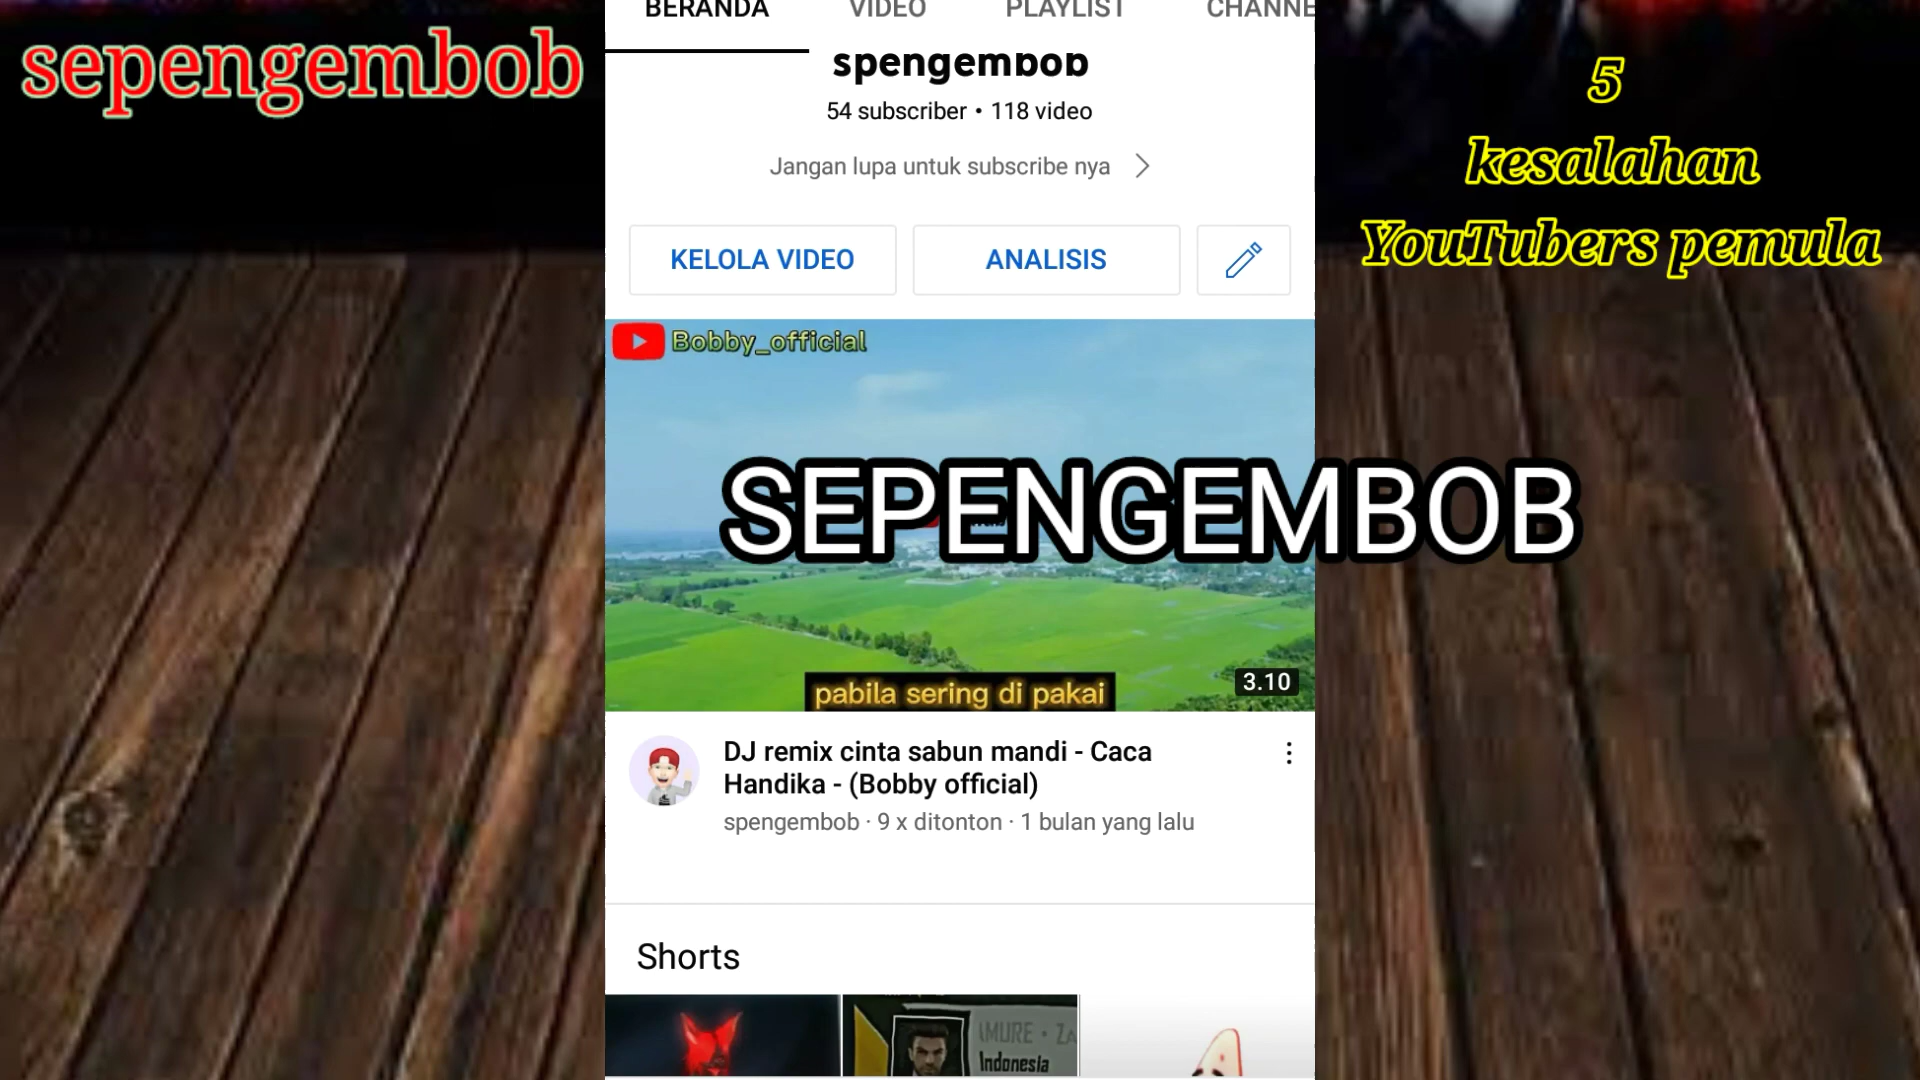 sepengembob
BERANDA VIDEO PLAYLIST CHANNE
spengembob
54 subscriber • 118 video
Jangan lupa untuk subscribe nya
KELOLA VIDEO ANALISIS
5
kesalahan
YouTubers pemula
Bobby_official
SEPENGEMBOB
pabila sering di pakai
3.10
DJ remix cinta sabun mandi - Caca
Handika - (Bobby official)
spengembob · 9 x ditonton · 1 bulan yang lalu
Shorts
Indonesia